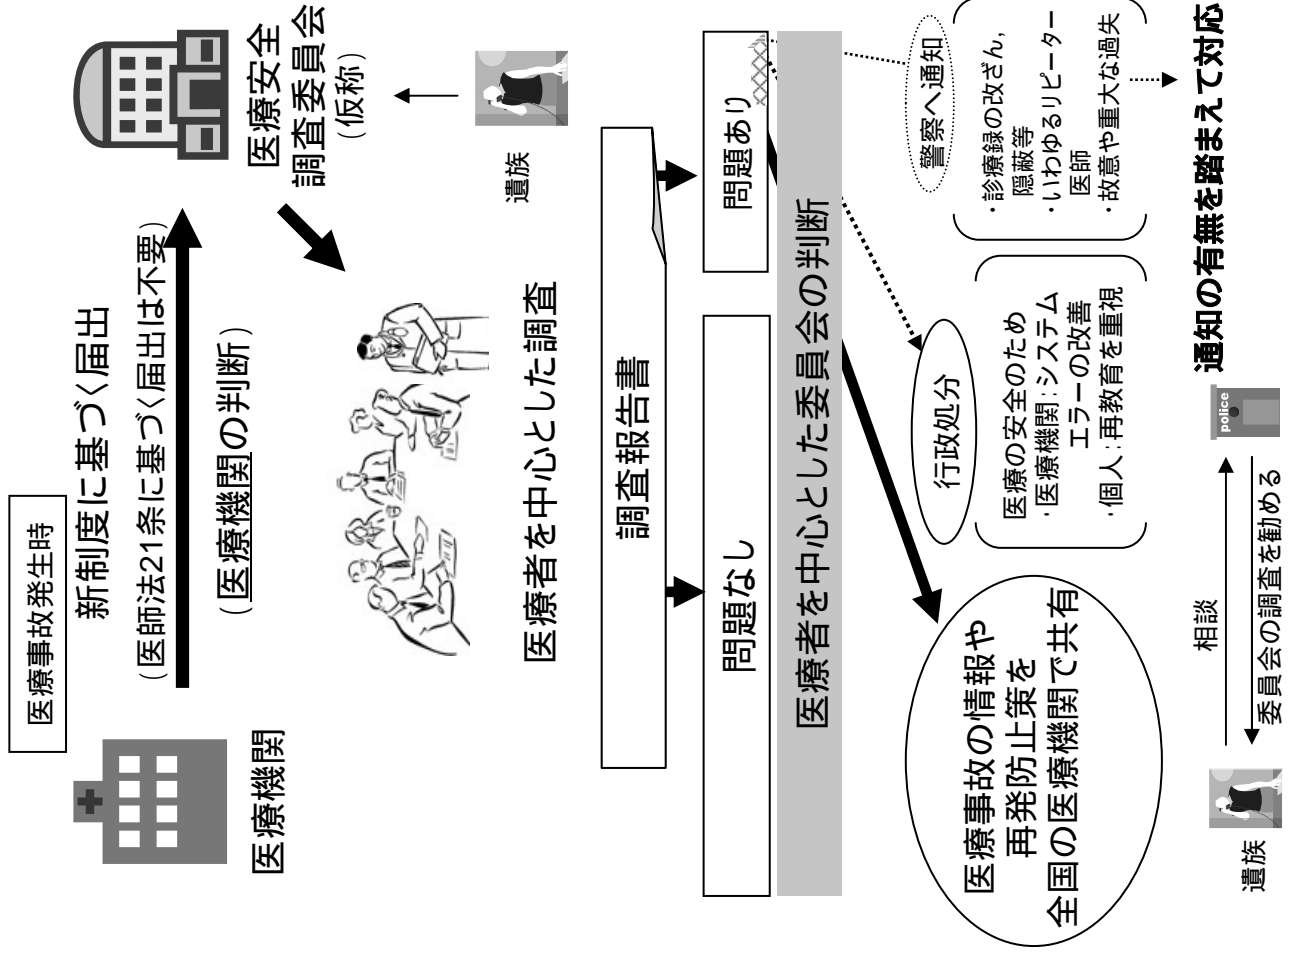 医療事故発生時
新制度に基づく届出
（医師法21条に基づく届出は不要）
（医療機関の判断）
医療機関
医療安全
調査委員会
（仮称）
遺族
医療者を中心とした調査
調査報告書
問題なし
問題あり
医療者を中心とした委員会の判断
医療事故の情報や
再発防止策を
全国の医療機関で共有
行政処分
医療の安全のため
・医療機関：システム
エラーの改善
・個人：再教育を重視
警察へ通知
・診療録の改ざん，
隠蔽等
・いわゆるリピーター
医師
・故意や重大な過失
遺族
相談
委員会の調査を勧める
police
通知の有無を踏まえて対応